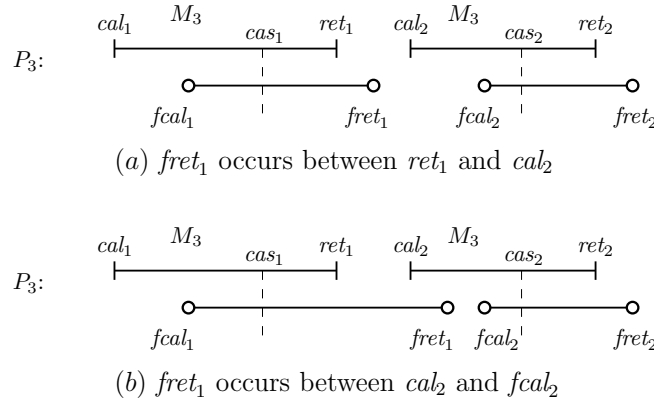 M₃ M₃
cal₁ cas₁ ret₁ cal₂ cas₂ ret₂
P₃:
fcal₁ fret₁ fcal₂ fret₂
(a) fret₁ occurs between ret₁ and cal₂
M₃ M₃
cal₁ cas₁ ret₁ cal₂ cas₂ ret₂
P₃:
fcal₁ fret₁ fcal₂ fret₂
(b) fret₁ occurs between cal₂ and fcal₂